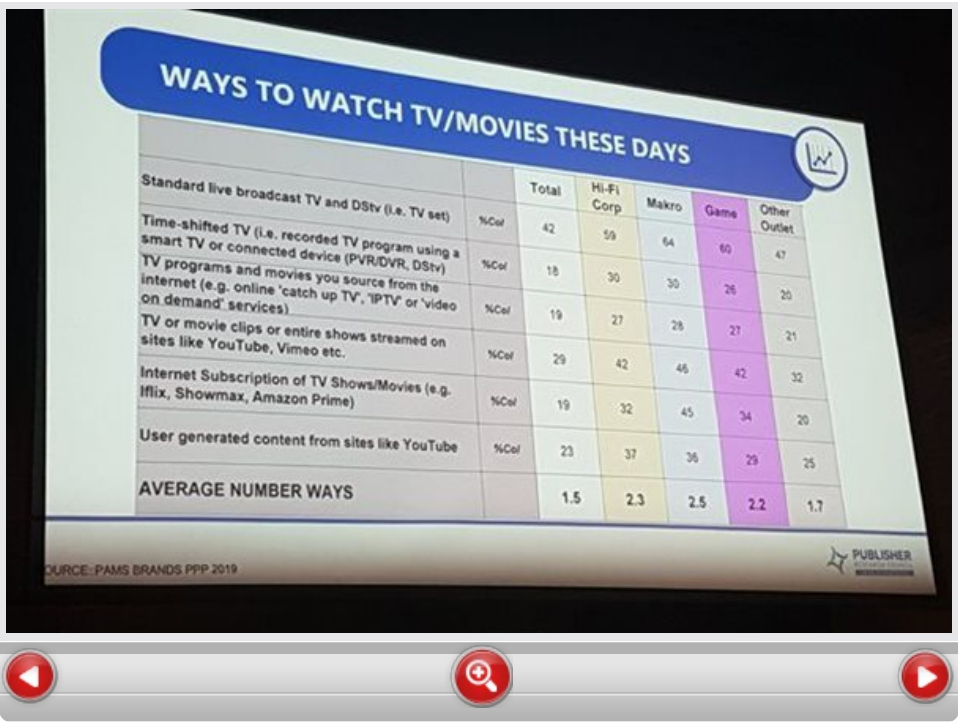 WAYS TO WATCH TV/MOVIES THESE DAYS
Total Hi-Fi Corp Makro Game Other Outlet
Standard live broadcast TV and DStv (i.e. TV set) %Col 42 59 64 60 47
Time-shifted TV (i.e. recorded TV program using a
smart TV or connected device (PVR/DVR, DStv) %Col 18 30 30 26 20
TV programs and movies you source from the
internet (e.g. online 'catch up TV', 'IPTV' or 'video
on demand' services) %Col 19 27 28 27 21
TV or movie clips or entire shows streamed on
sites like YouTube, Vimeo etc. %Col 29 42 46 42 32
Internet Subscription of TV Shows/Movies (e.g.
Iflix, Showmax, Amazon Prime) %Col 19 32 45 34 20
User generated content from sites like YouTube %Col 23 37 36 29 25
AVERAGE NUMBER WAYS 1.5 2.3 2.5 2.2 1.7
OURCE: PAMS BRANDS PPP 2019
PUBLISHER
RESEARCH COUNCIL